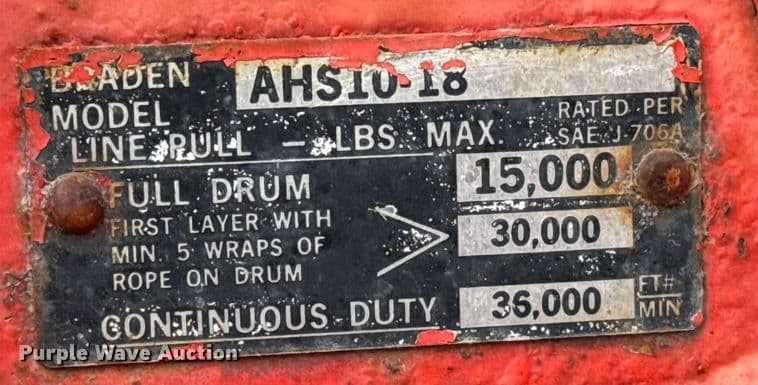 BRADEN
MODEL AHS10-18
LINE PULL – LBS. MAX. RATED PER
SAE J 706A
FULL DRUM 15,000
FIRST LAYER WITH
MIN. 5 WRAPS OF > 30,000
ROPE ON DRUM
CONTINUOUS DUTY 36,000 FT#
MIN
Purple Wave Auction